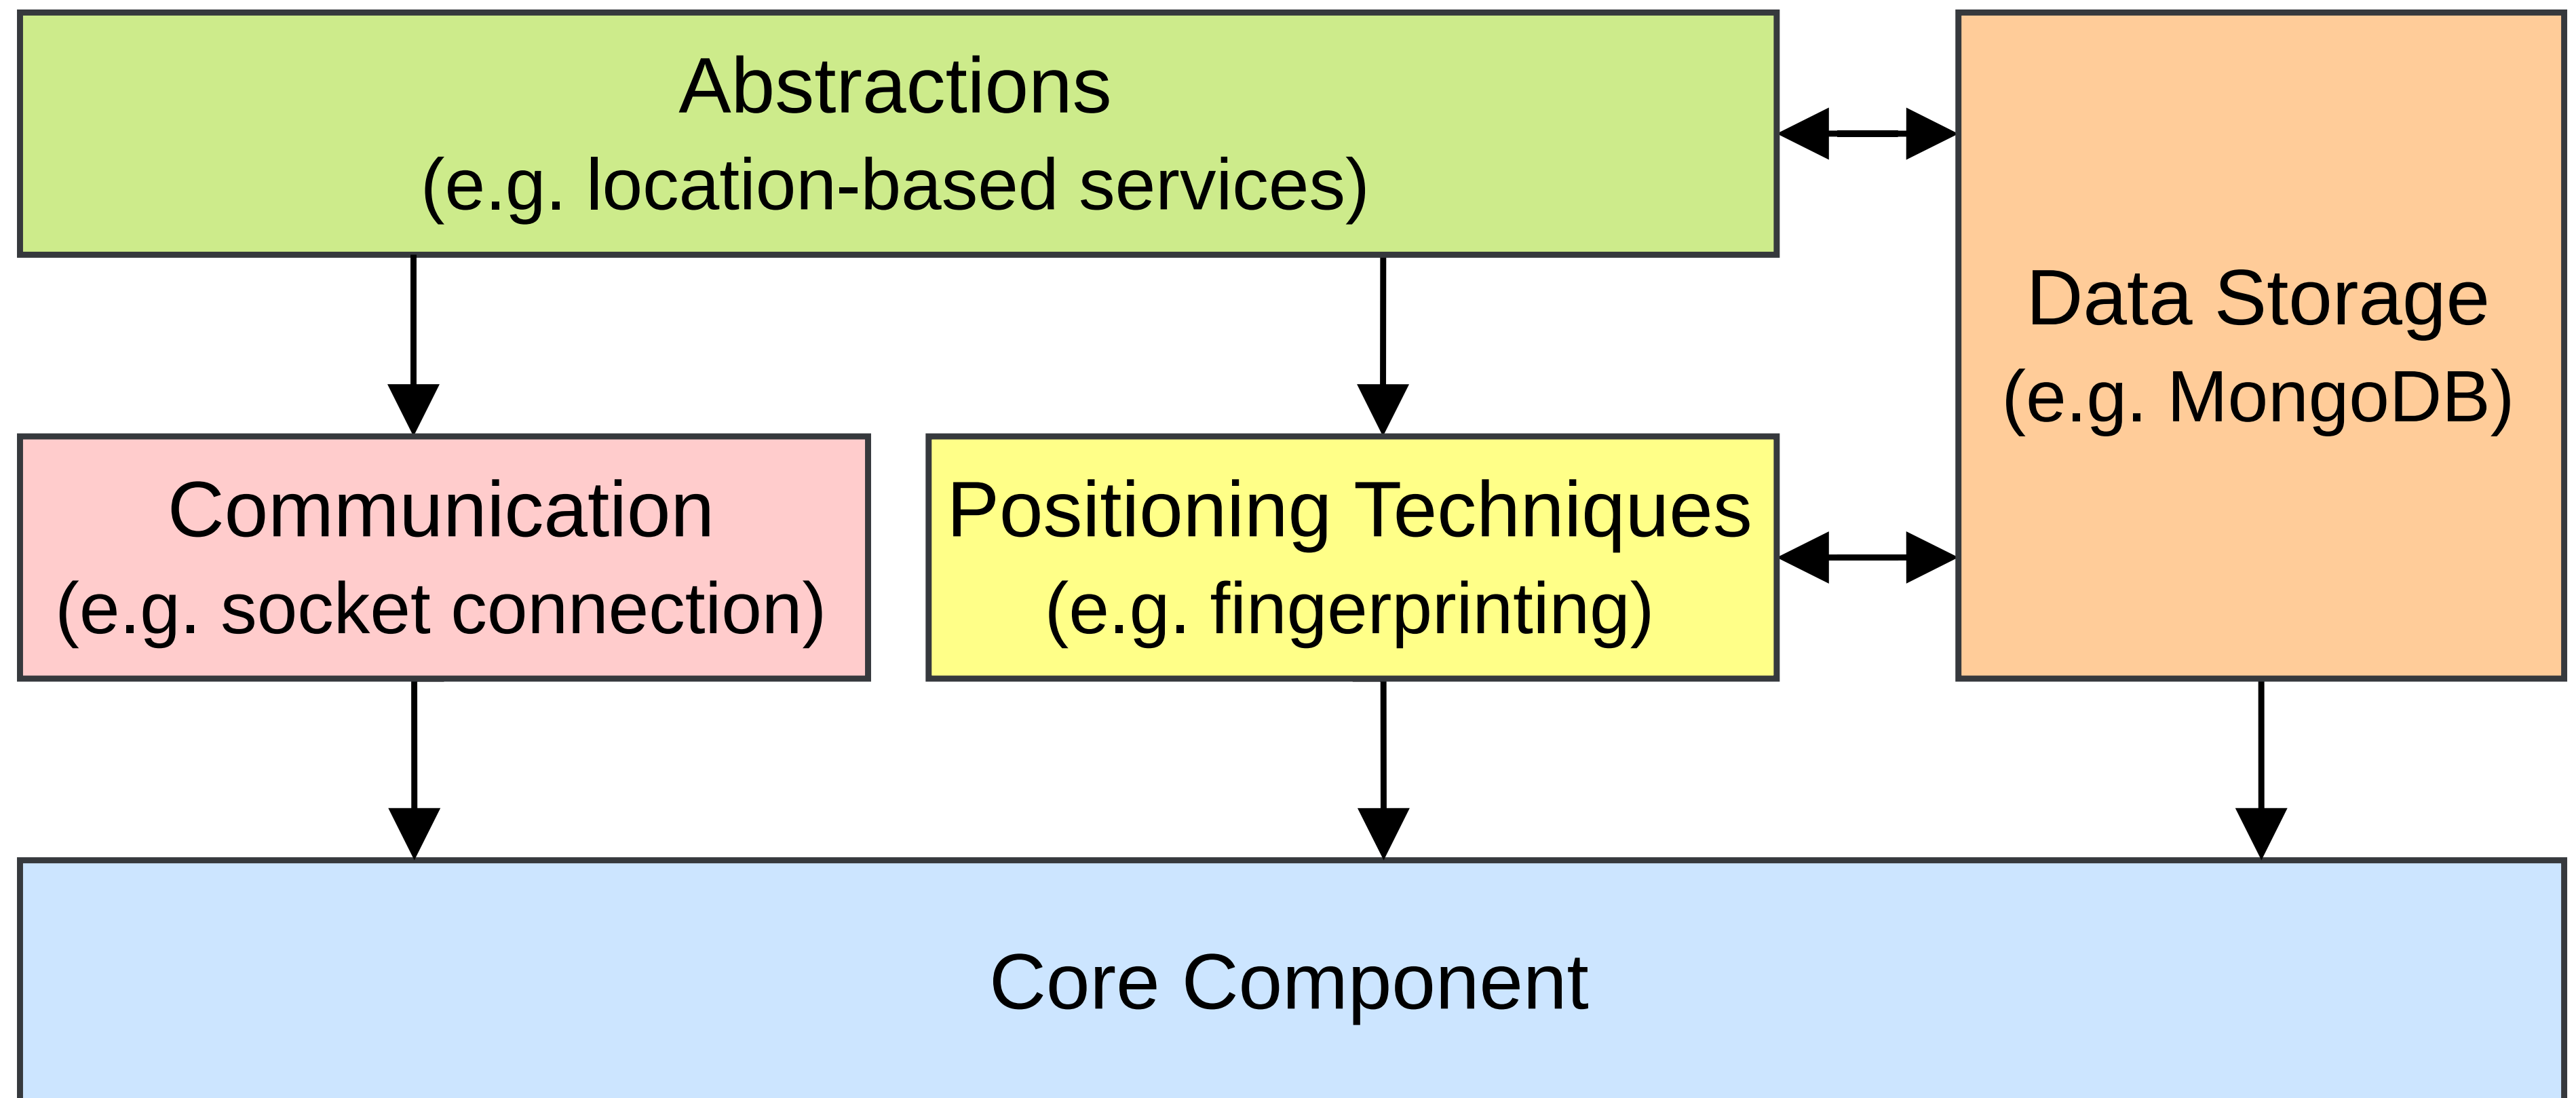 Abstractions
(e.g. location-based services)
Data Storage
(e.g. MongoDB)
Communication
(e.g. socket connection)
Positioning Techniques
(e.g. fingerprinting)
Core Component